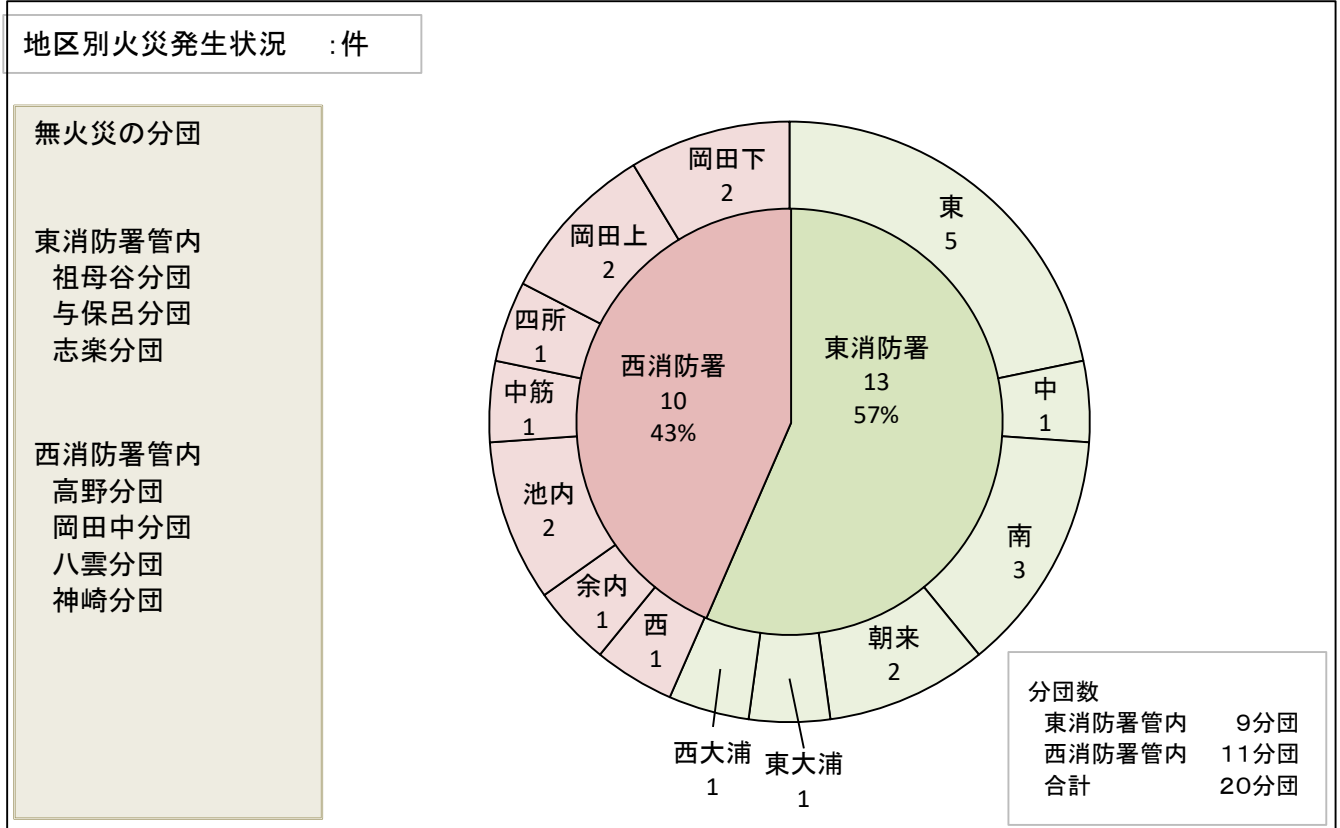 地区別火災発生状況　：件
無火災の分団
東消防署管内
祖母谷分団
与保呂分団
志楽分団
西消防署管内
高野分団
岡田中分団
八雲分団
神崎分団
東
5
中
1
南
3
朝来
2
東大浦
1
西大浦
1
西
1
余内
1
池内
2
中筋
1
四所
1
岡田上
2
岡田下
2
東消防署
13
57%
西消防署
10
43%
分団数
東消防署管内　9分団
西消防署管内　11分団
合計　20分団